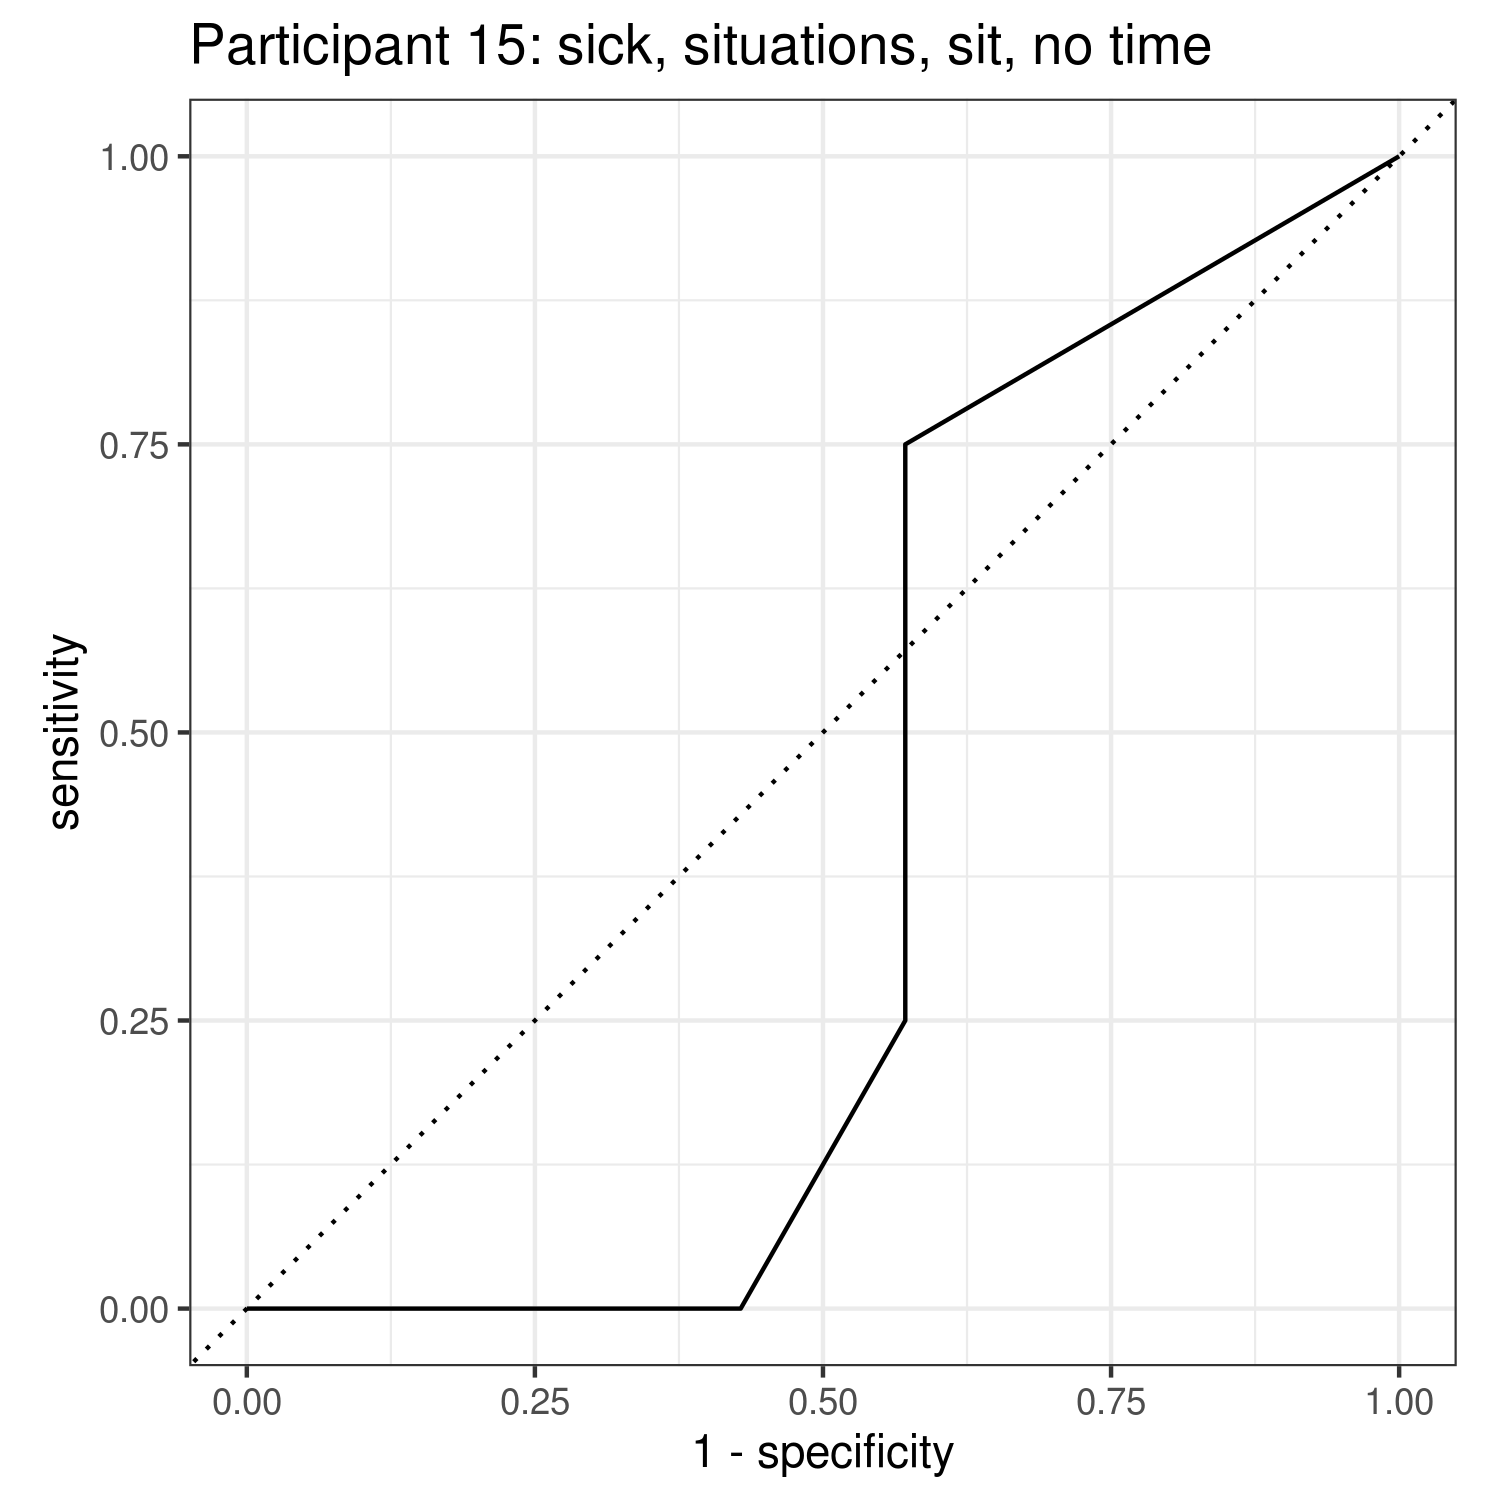 Participant 15: sick, situations, sit, no time
1.00
0.75
0.50
0.25
0.00
sensitivity
0.00 0.25 0.50 0.75 1.00
1 - specificity